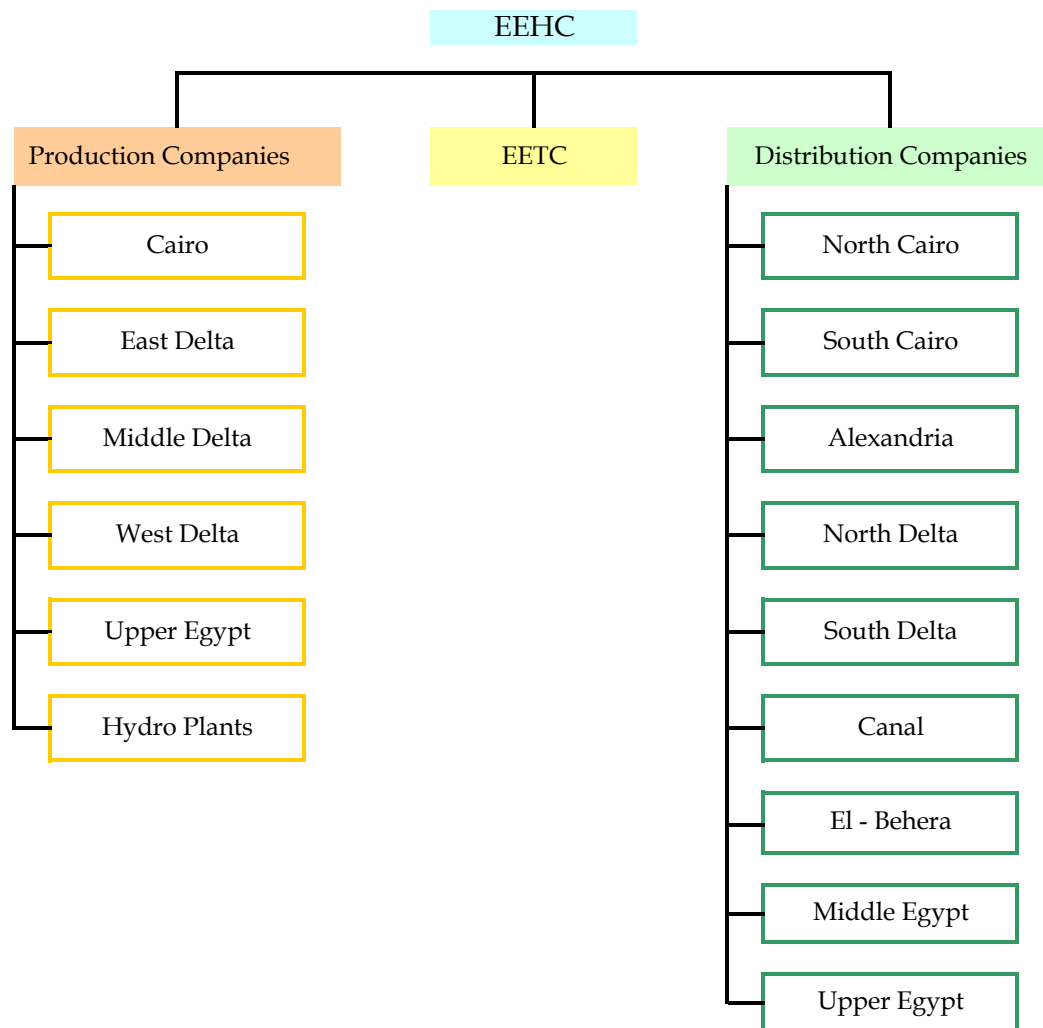 EEHC
Production Companies
EETC
Distribution Companies
Cairo
East Delta
Middle Delta
West Delta
Upper Egypt
Hydro Plants
North Cairo
South Cairo
Alexandria
North Delta
South Delta
Canal
El - Behera
Middle Egypt
Upper Egypt